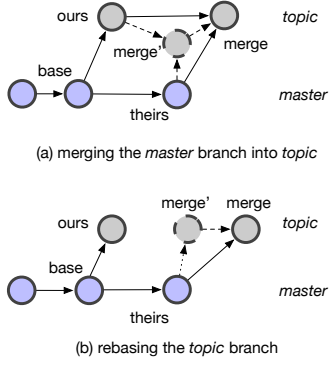 ours
topic
merge'
merge
base
theirs
master
(a) merging the master branch into topic
merge'
merge
ours
topic
base
master
theirs
(b) rebasing the topic branch